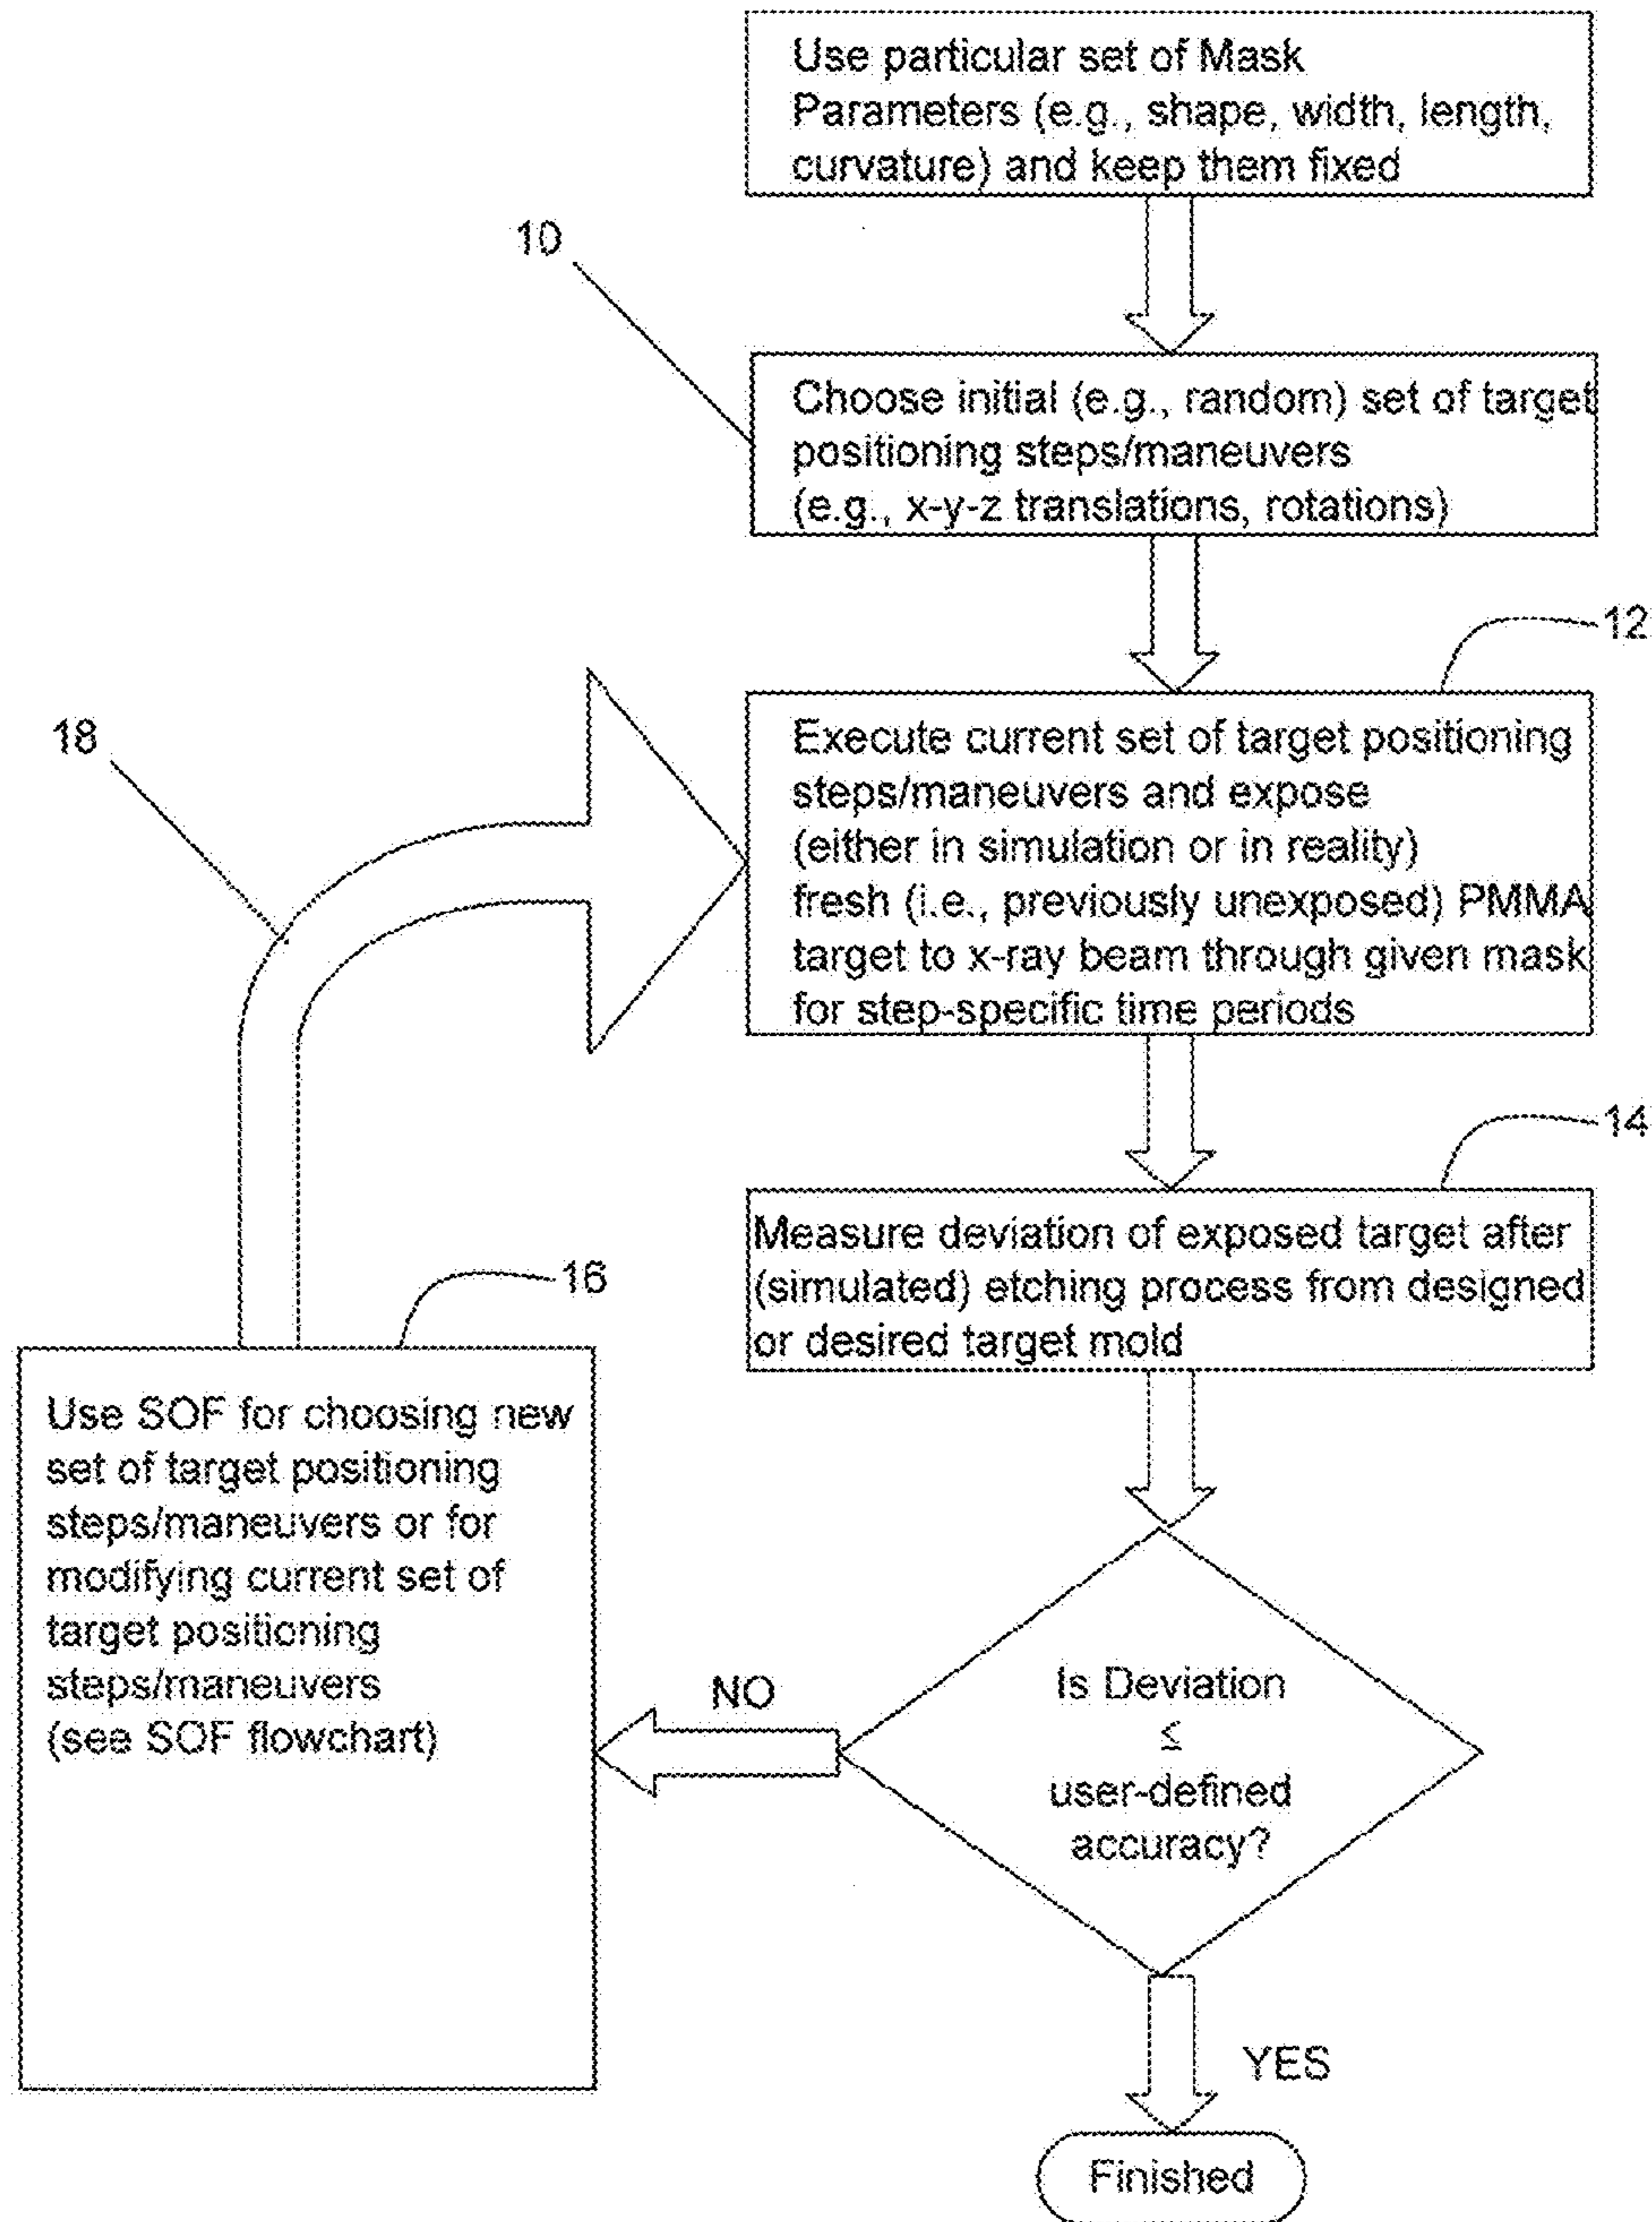 Use particular set of Mask
Parameters (e.g., shape, width, length,
curvature) and keep them fixed
10
Choose initial (e.g., random) set of target
positioning steps/maneuvers
(e.g., x-y-z translations, rotations)
12
18
Execute current set of target positioning
steps/maneuvers and expose
(either in simulation or in reality)
fresh (i.e., previously unexposed) PMMA
target to x-ray beam through given mask
for step-specific time periods
14
Measure deviation of exposed target after
(simulated) etching process from designed
or desired target mold
16
Use SOF for choosing new
set of target positioning
steps/maneuvers or for
modifying current set of
target positioning
steps/maneuvers
(see SOF flowchart)
NO
Is Deviation
≤
user-defined
accuracy?
YES
Finished